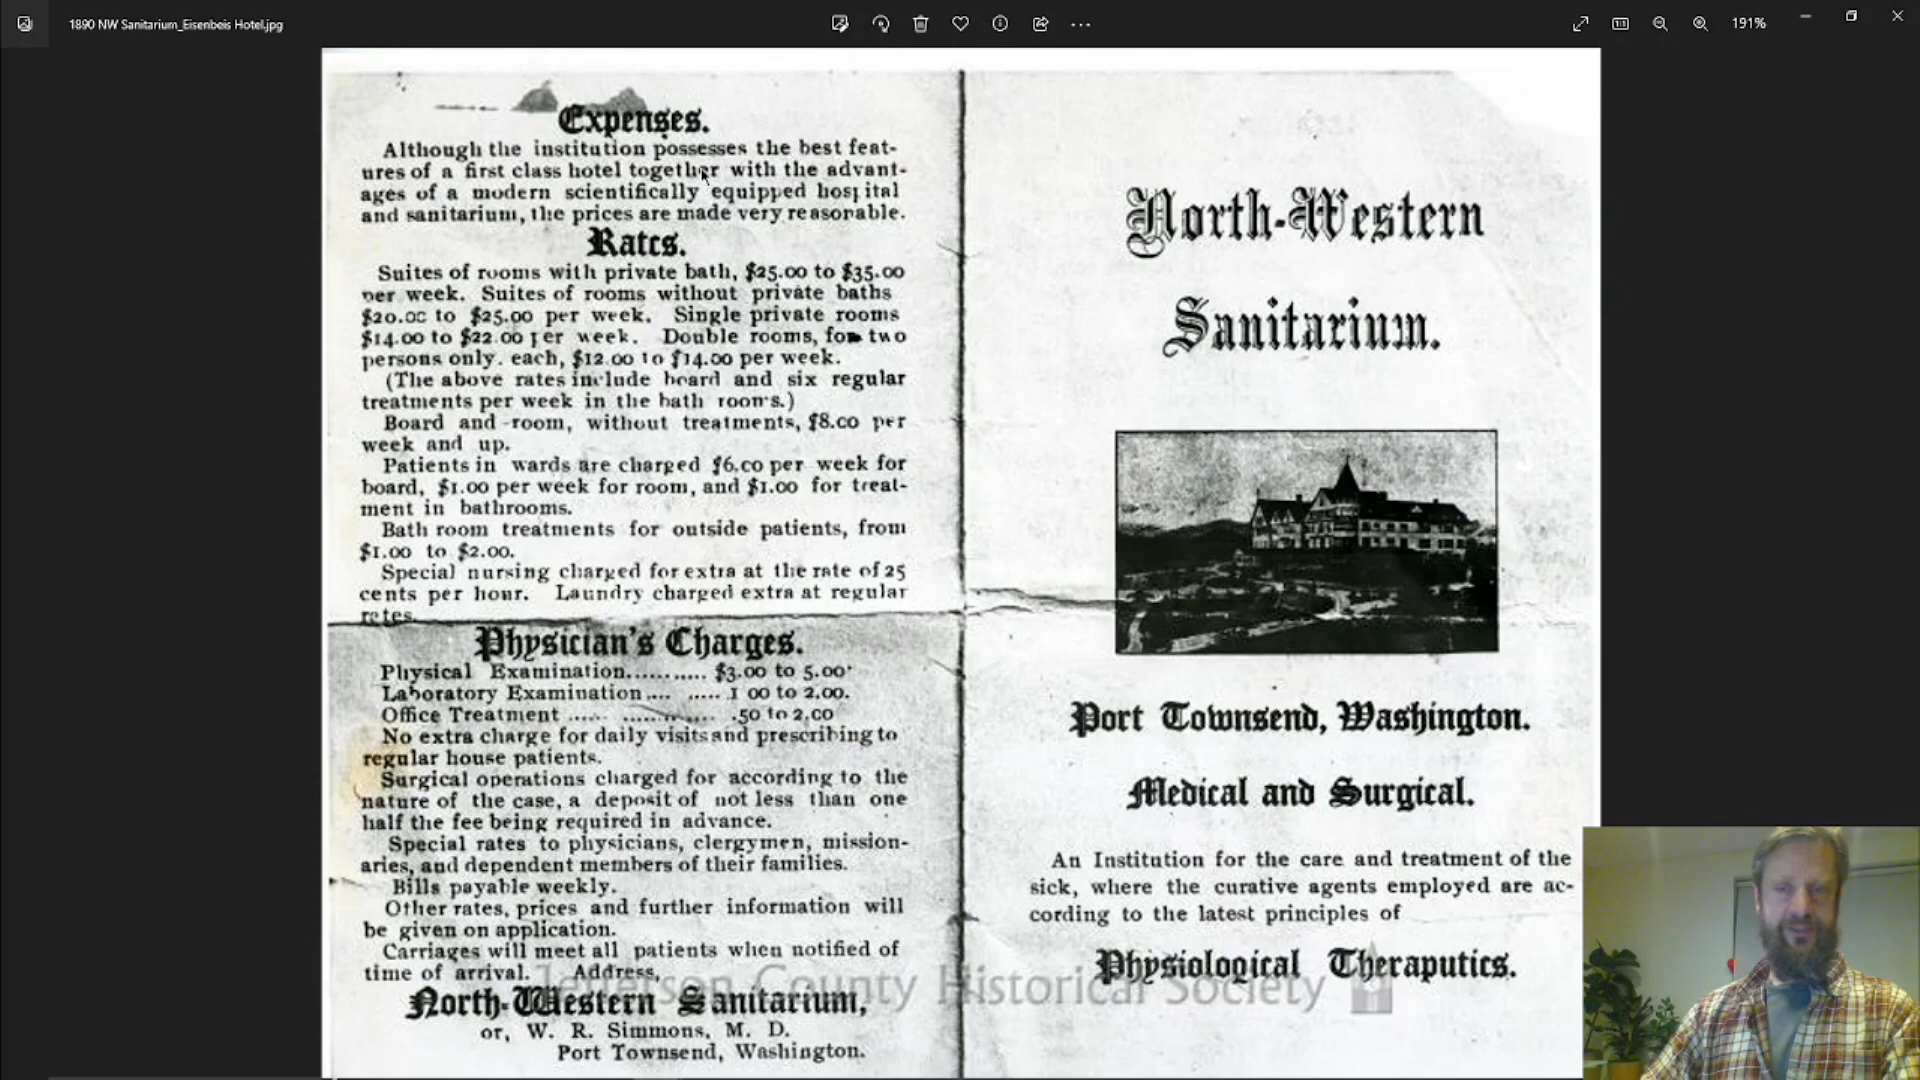 1890 NW Sanitarium_Eisenbeis Hotel.jpg
191%
Expenses.
Although the institution possesses the best feat-
ures of a first class hotel together with the advant-
ages of a modern scientifically equipped hospital
and sanitarium, the prices are made very reasonable.
Rates.
Suites of rooms with private bath, $25.00 to $35.00
per week. Suites of rooms without private baths
$20.00 to $25.00 per week. Single private rooms
$14.00 to $22.00 per week. Double rooms, for two
persons only. each, $12.00 to $14.00 per week.
(The above rates include board and six regular
treatments per week in the bath rooms.)
Board and room, without treatments, $8.00 per
week and up.
Patients in wards are charged $6.00 per week for
board, $1.00 per week for room, and $1.00 for treat-
ment in bathrooms.
Bath room treatments for outside patients, from
$1.00 to $2.00.
Special nursing charged for extra at the rate of 25
cents per hour. Laundry charged extra at regular
rates.
Physician's Charges.
Physical Examination........... $3.00 to 5.00
Laboratory Examination .... ..... 1 00 to 2.00.
Office Treatment ...... ............ .50 to 2.00
No extra charge for daily visits and prescribing to
regular house patients.
Surgical operations charged for according to the
nature of the case, a deposit of not less than one
half the fee being required in advance.
Special rates to physicians, clergymen, mission-
aries, and dependent members of their families.
Bills payable weekly.
Other rates, prices and further information will
be given on application.
Carriages will meet all patients when notified of
time of arrival. Address,
North-Western Sanitarium,
or, W. R. Simmons, M. D.
Port Townsend, Washington.
North-Western
Sanitarium.
Port Townsend, Washington.
Medical and Surgical.
An Institution for the care and treatment of the
sick, where the curative agents employed are ac-
cording to the latest principles of
Physiological Theraputics.
Jefferson County Historical Society